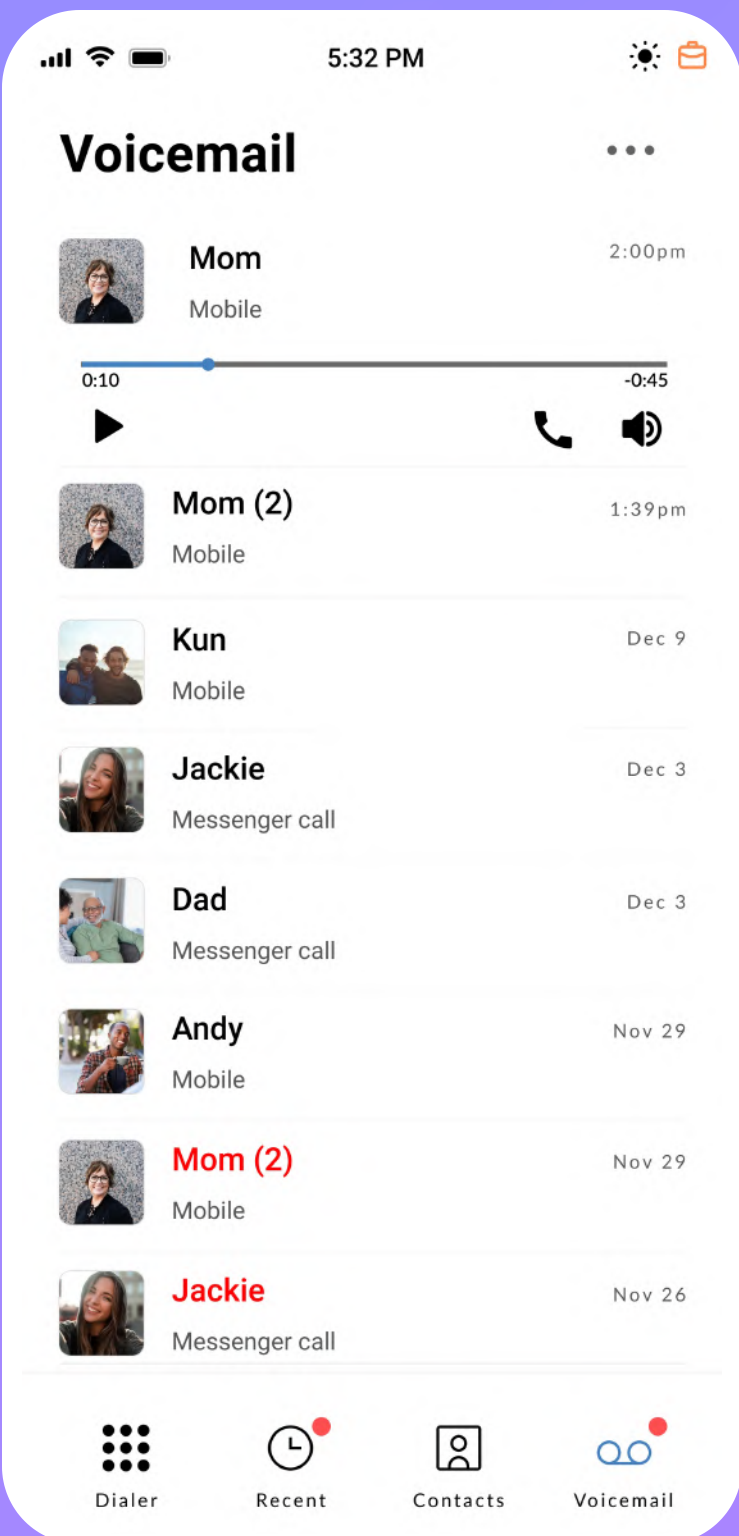 5:32 PM
Voicemail
Mom
2:00pm
Mobile
0:10
-0:45
Mom (2)
1:39pm
Mobile
Kun
Dec 9
Mobile
Jackie
Dec 3
Messenger call
Dad
Dec 3
Messenger call
Andy
Nov 29
Mobile
Mom (2)
Nov 29
Mobile
Jackie
Nov 26
Messenger call
Dialer
Recent
Contacts
Voicemail